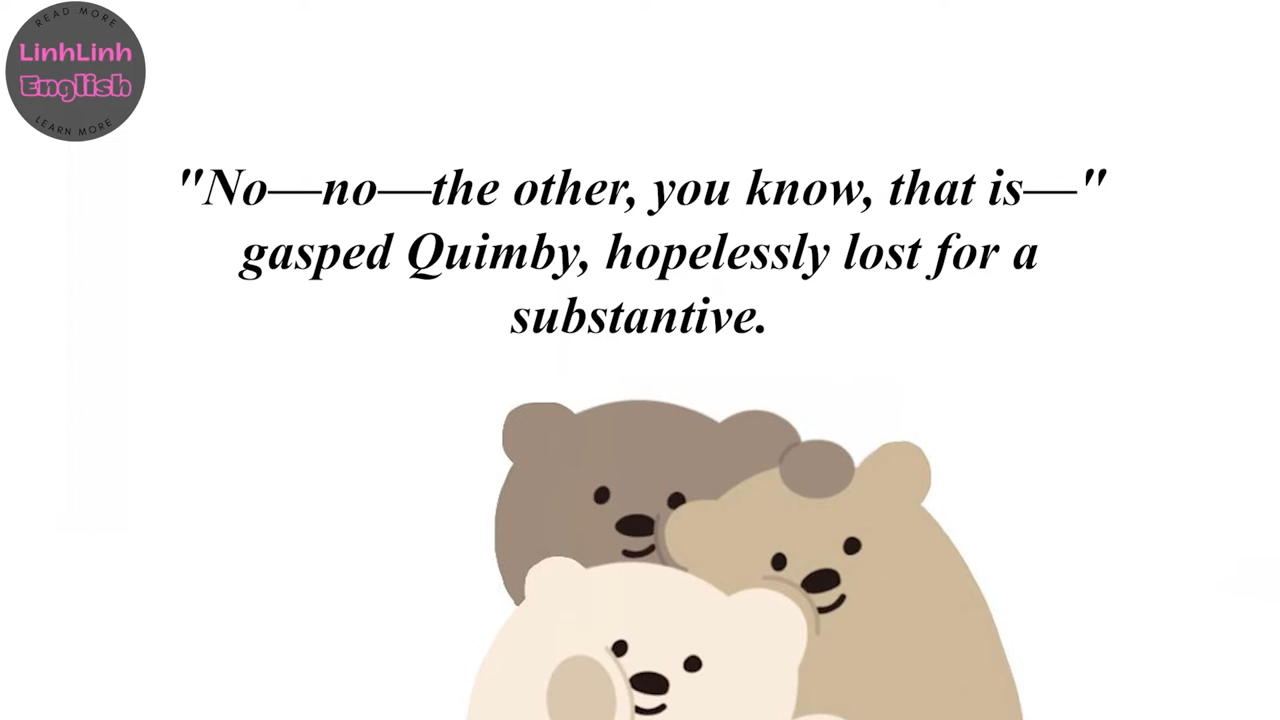 READ MORE
LinhLinh
English
LEARN MORE
"No—no—the other, you know, that is—"
gasped Quimby, hopelessly lost for a
substantive.